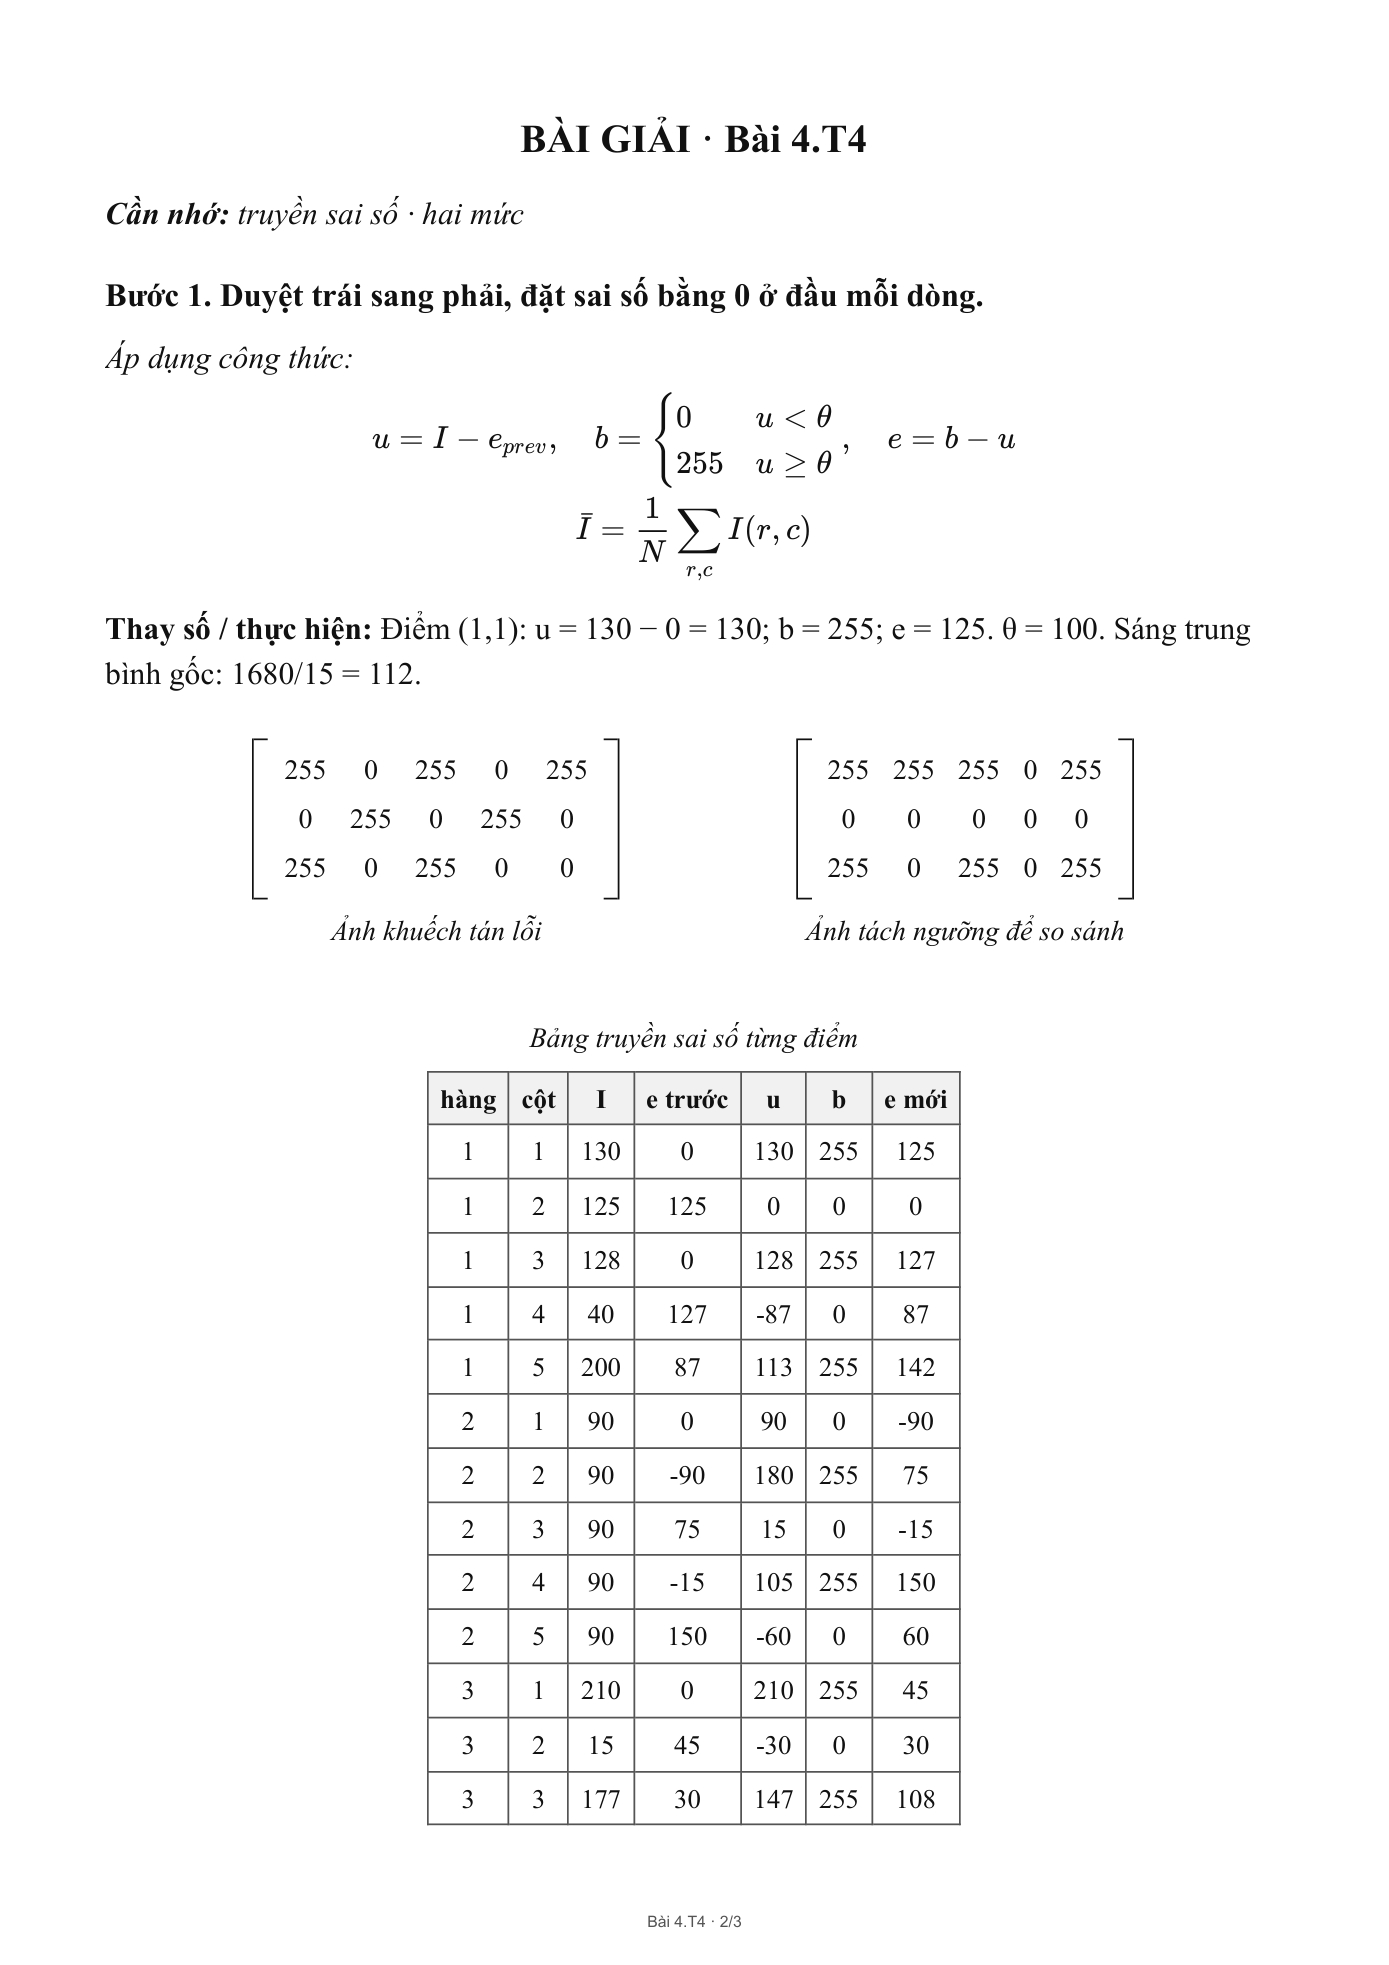 BÀI GIẢI · Bài 4.T4
Cần nhớ: truyền sai số · hai mức
Bước 1. Duyệt trái sang phải, đặt sai số bằng 0 ở đầu mỗi dòng.
Áp dụng công thức:
u = I − e_prev, b = { 0 u < θ ; 255 u ≥ θ , e = b − u
Ī = 1/N ∑_{r,c} I(r, c)
Thay số / thực hiện: Điểm (1,1): u = 130 − 0 = 130; b = 255; e = 125. θ = 100. Sáng trung
bình gốc: 1680/15 = 112.
255 0 255 0 255
0 255 0 255 0
255 0 255 0 0
Ảnh khuếch tán lỗi
255 255 255 0 255
0 0 0 0 0
255 0 255 0 255
Ảnh tách ngưỡng để so sánh
Bảng truyền sai số từng điểm
hàng cột I e trước u b e mới
1 1 130 0 130 255 125
1 2 125 125 0 0 0
1 3 128 0 128 255 127
1 4 40 127 -87 0 87
1 5 200 87 113 255 142
2 1 90 0 90 0 -90
2 2 90 -90 180 255 75
2 3 90 75 15 0 -15
2 4 90 -15 105 255 150
2 5 90 150 -60 0 60
3 1 210 0 210 255 45
3 2 15 45 -30 0 30
3 3 177 30 147 255 108
Bài 4.T4 · 2/3